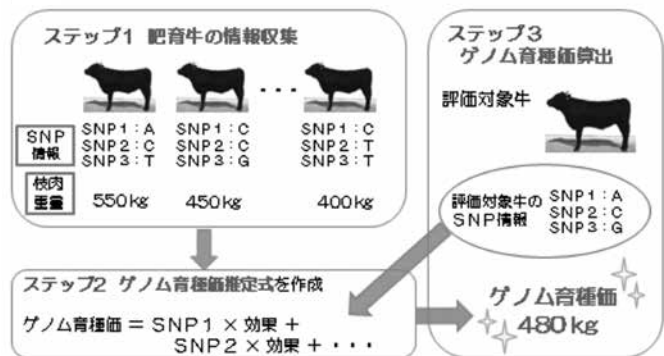 ステップ1 肥育牛の情報収集
・・・
SNP
情報
SNP1:A
SNP2:C
SNP3:T
SNP1:C
SNP2:C
SNP3:G
SNP1:C
SNP2:T
SNP3:T
枝肉
重量
550kg
450kg
400kg
ステップ2 ゲノム育種価推定式を作成
ゲノム育種価 = SNP1 × 効果 +
SNP2 × 効果 + ・・・
ステップ3
ゲノム育種価算出
評価対象牛
評価対象牛の
SNP情報
SNP1:A
SNP2:C
SNP3:G
ゲノム育種価
480kg